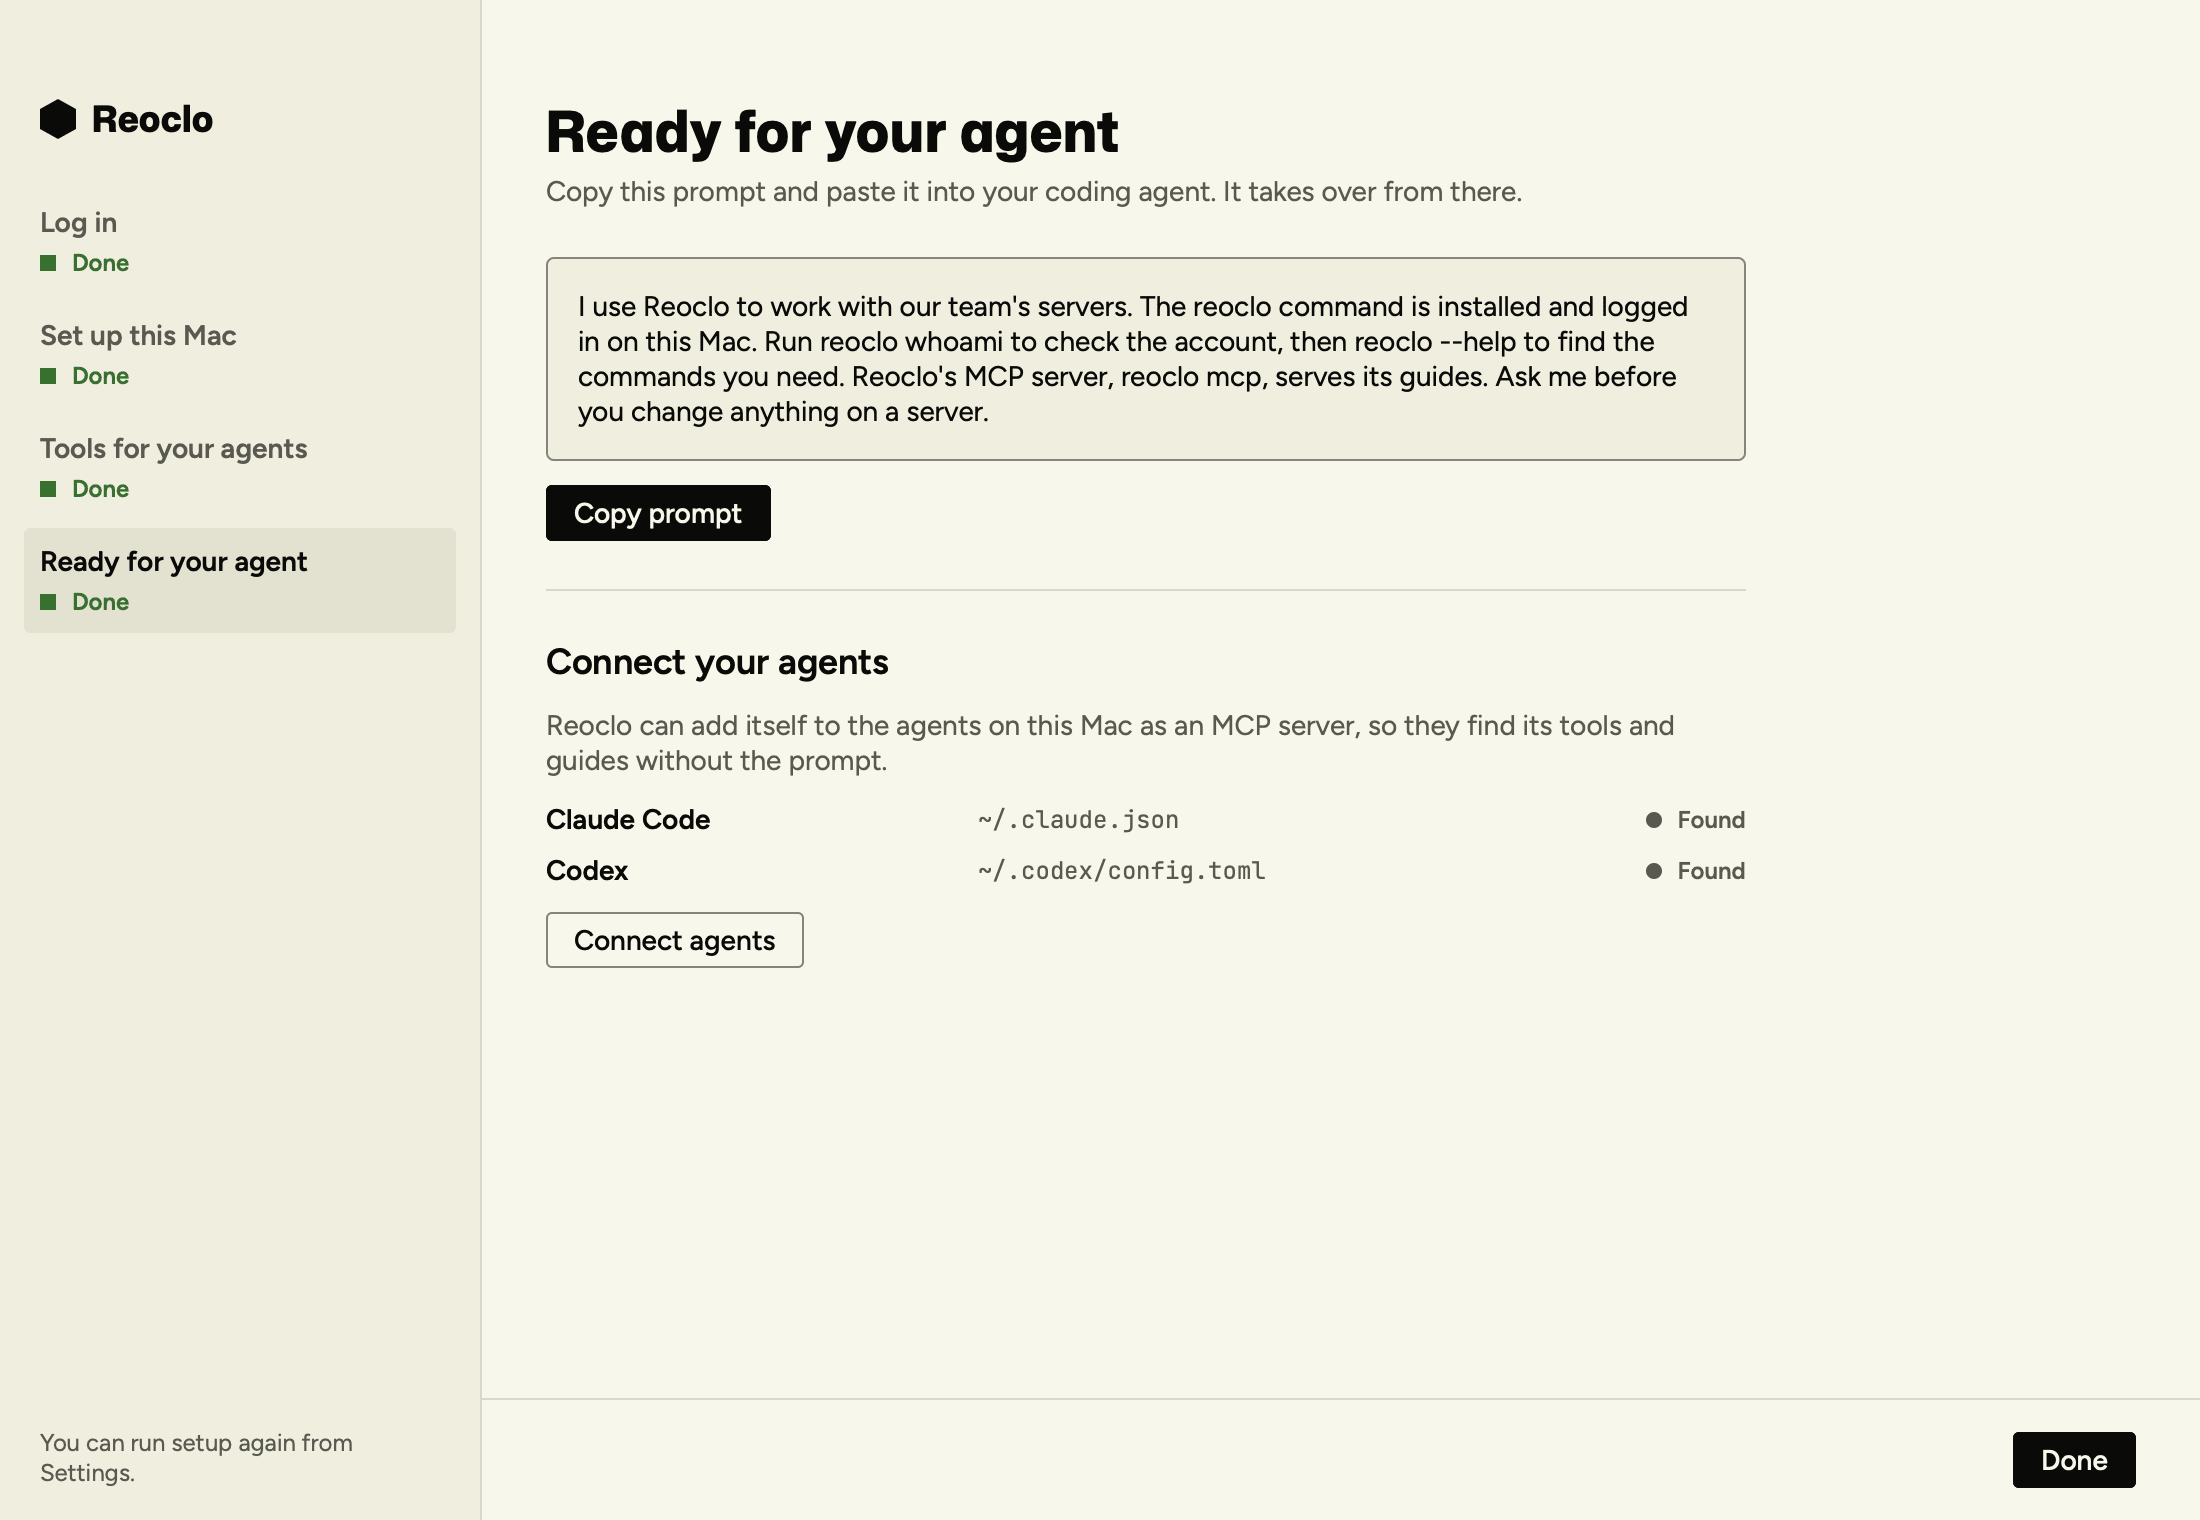 Reoclo
Log in
Done
Set up this Mac
Done
Tools for your agents
Done
Ready for your agent
Done
You can run setup again from
Settings.
Ready for your agent
Copy this prompt and paste it into your coding agent. It takes over from there.
I use Reoclo to work with our team's servers. The reoclo command is installed and logged
in on this Mac. Run reoclo whoami to check the account, then reoclo --help to find the
commands you need. Reoclo's MCP server, reoclo mcp, serves its guides. Ask me before
you change anything on a server.
Copy prompt
Connect your agents
Reoclo can add itself to the agents on this Mac as an MCP server, so they find its tools and
guides without the prompt.
Claude Code ~/.claude.json Found
Codex ~/.codex/config.toml Found
Connect agents
Done